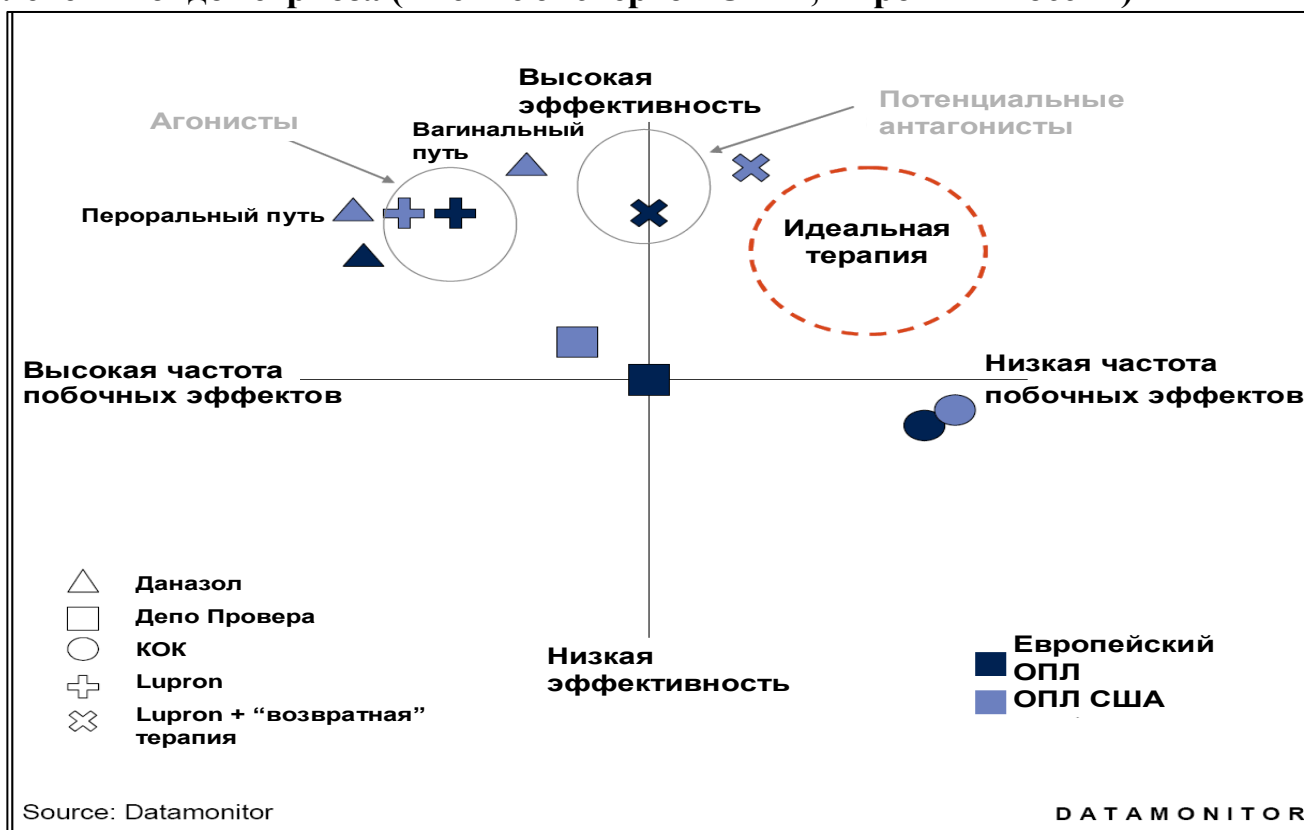 Высокая
эффективность
Потенциальные
антагонисты
Агонисты
Вагинальный
путь
Пероральный путь
Идеальная
терапия
Высокая частота
побочных эффектов
Низкая частота
побочных эффектов
Даназол
Депо Провера
КОК
Lupron
Lupron + “возвратная”
терапия
Низкая
эффективность
Европейский
ОПЛ
ОПЛ США
Source: Datamonitor
DATAMONITOR